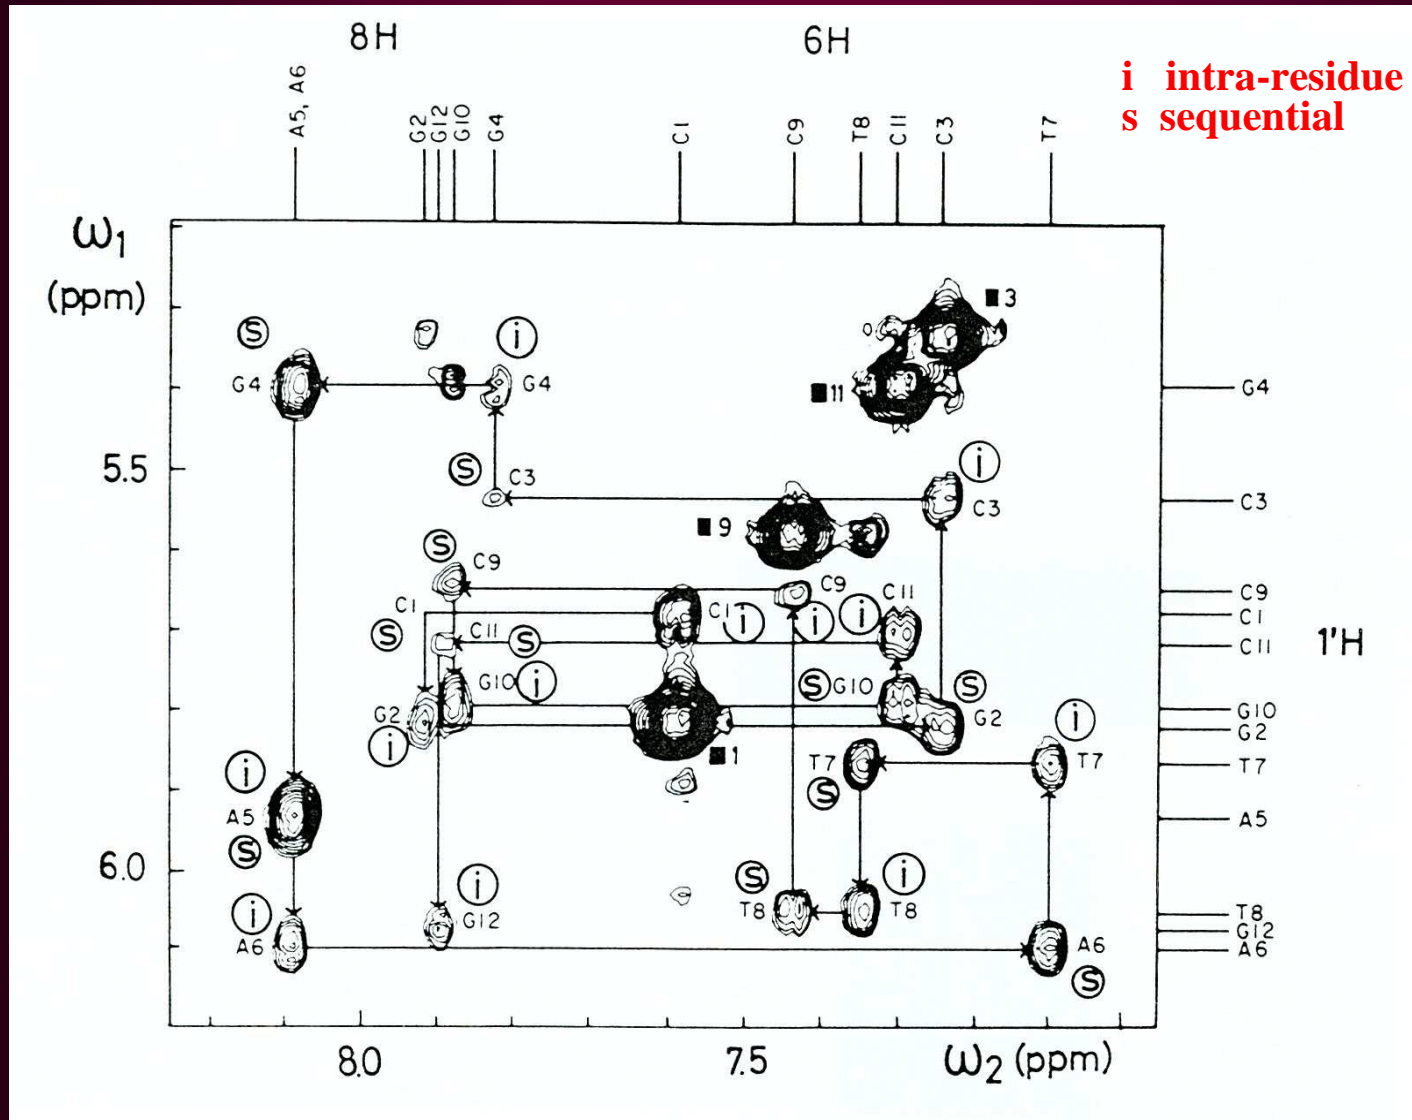 8H
6H
i intra-residue
s sequential
A5, A6
G2
G12
G10
G4
C1
C9
T8
C11
C3
T7
ω1
(ppm)
S
i
G4
G4
3
11
G4
5.5
S
C3
i
C3
C3
9
S
C9
C9
C9
C1
C1
i
i
i
C11
C1
S
C11
S
C11
1'H
G10
i
S
G10
S
G2
G10
G2
i
G2
i
1
T7
T7
T7
i
S
A5
A5
S
6.0
i
G12
S
T8
i
T8
T8
G12
i
A6
A6
A6
S
8.0
7.5
ω2 (ppm)